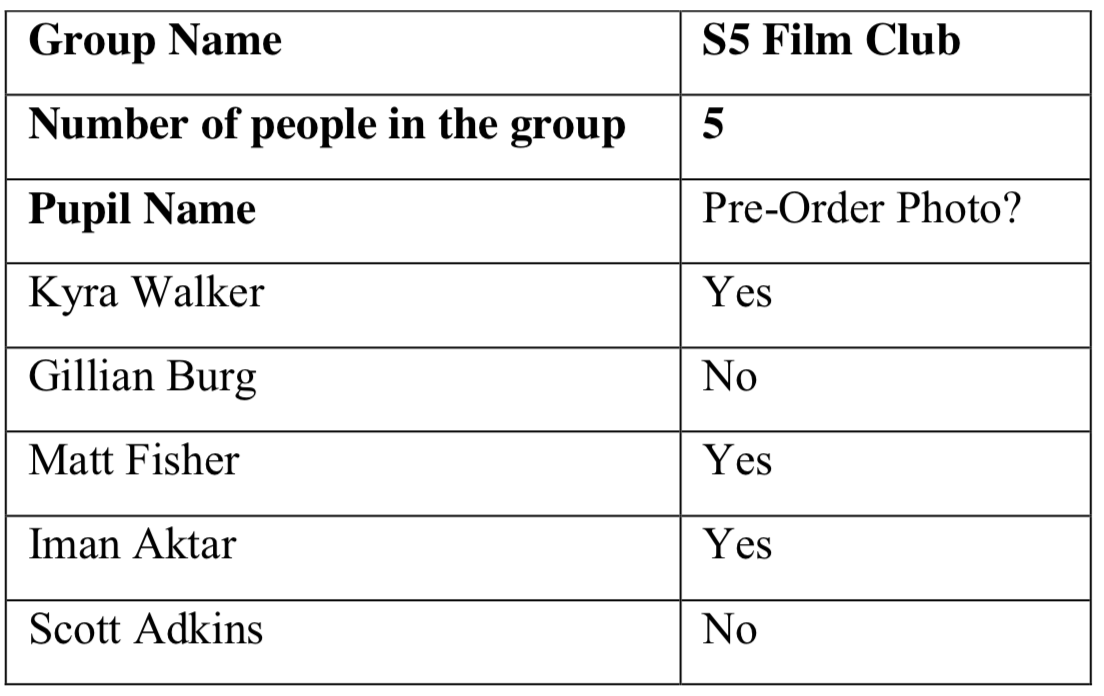 Group Name S5 Film Club
Number of people in the group 5
Pupil Name Pre-Order Photo?
Kyra Walker Yes
Gillian Burg No
Matt Fisher Yes
Iman Aktar Yes
Scott Adkins No